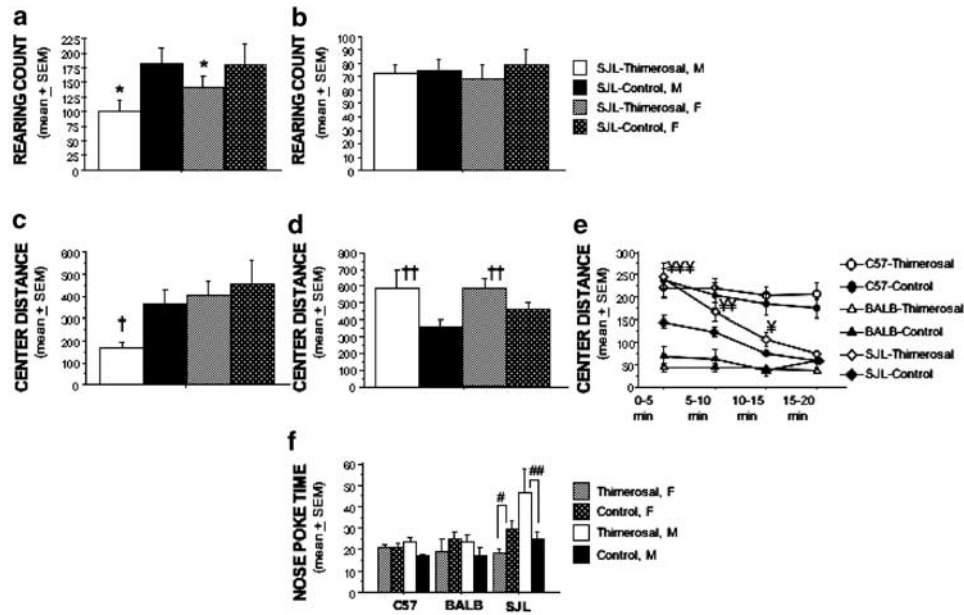 a
REARING COUNT
(mean ± SEM)
225
200
175
150
125
100
75
50
25
0
*
*
b
REARING COUNT
(mean ± SEM)
100
90
80
70
60
50
40
30
20
10
0
SJL-Thimerosal, M
SJL-Control, M
SJL-Thimerosal, F
SJL-Control, F
c
CENTER DISTANCE
(mean ± SEM)
600
500
400
300
200
100
0
†
d
CENTER DISTANCE
(mean ± SEM)
800
700
600
500
400
300
200
100
0
††
††
e
CENTER DISTANCE
(mean ± SEM)
300
250
200
150
100
50
0
¥¥¥
¥¥
¥
0-5 min
5-10 min
10-15 min
15-20 min
C57-Thimerosal
C57-Control
BALB-Thimerosal
BALB-Control
SJL-Thimerosal
SJL-Control
f
NOSE POKE TIME
(mean ± SEM)
60
50
40
30
20
10
0
#
##
C57 BALB SJL
Thimerosal, F
Control, F
Thimerosal, M
Control, M